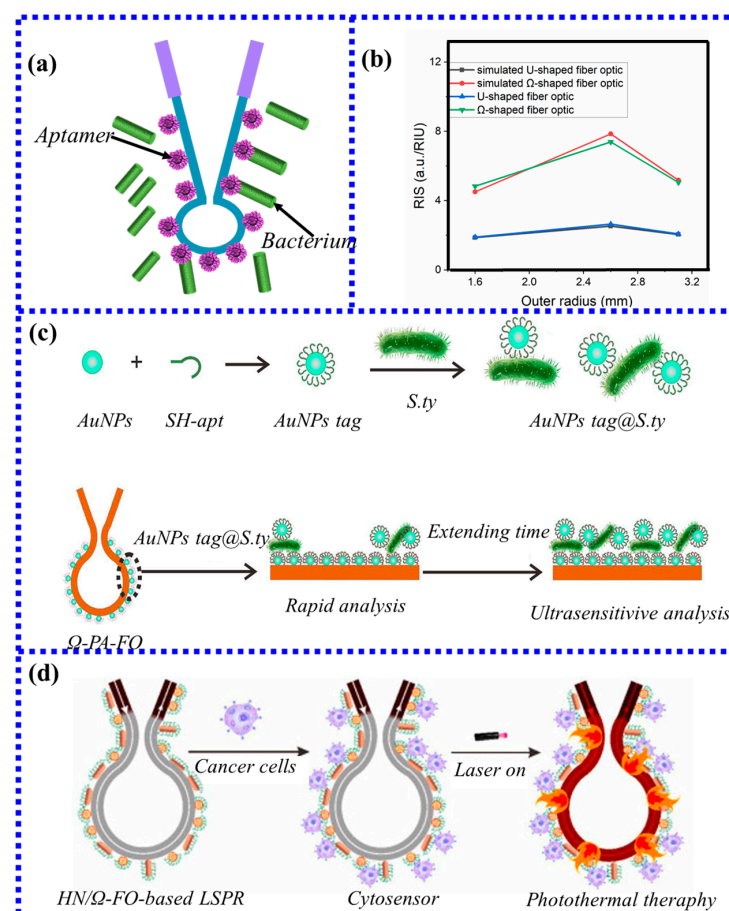 (a)
Aptamer
Bacterium
(b)
RIS (a.u./RIU)
12
8
4
0
simulated U-shaped fiber optic
simulated Ω-shaped fiber optic
U-shaped fiber optic
Ω-shaped fiber optic
1.6 2.0 2.4 2.8 3.2
Outer radius (mm)
(c)
+
AuNPs SH-apt AuNPs tag S.ty AuNPs tag@S.ty
AuNPs tag@S.ty Extending time
Ω-PA-FO Rapid analysis Ultrasensitivive analysis
(d)
Cancer cells Laser on
HN/Ω-FO-based LSPR Cytosensor Photothermal theraphy